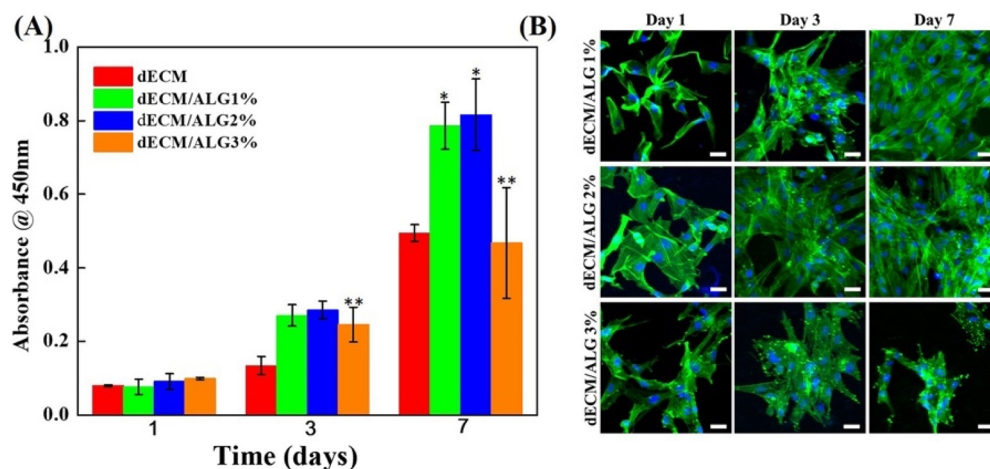 (A)
1.0
0.8
0.6
0.4
0.2
0.0
Absorbance @ 450nm
dECM
dECM/ALG1%
dECM/ALG2%
dECM/ALG3%
**
*
*
**
1
3
7
Time (days)
(B)
Day 1
Day 3
Day 7
dECM/ALG 1%
dECM/ALG 2%
dECM/ALG 3%